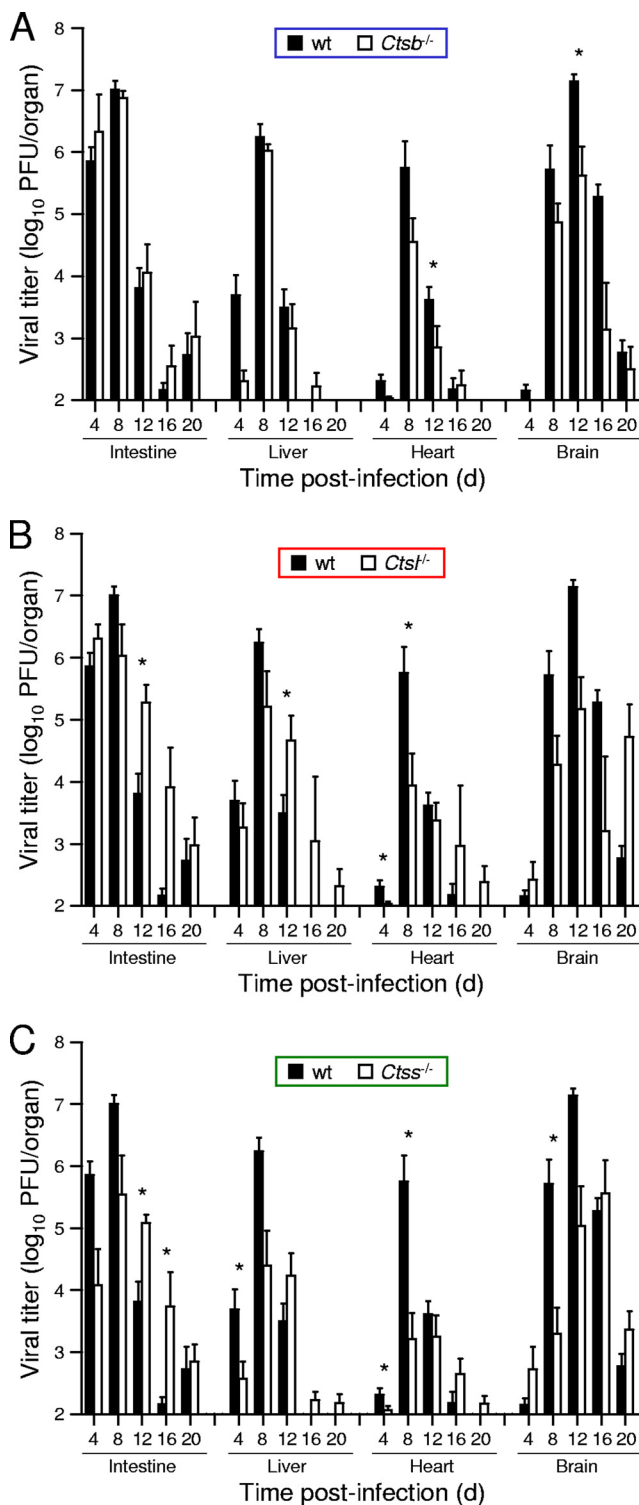 A
wt Ctsb-/-
Viral titer (log10 PFU/organ)
8
7
6
5
4
3
2
* *
4 8 12 16 20 4 8 12 16 20 4 8 12 16 20 4 8 12 16 20
Intestine Liver Heart Brain
Time post-infection (d)
B
wt Ctsl-/-
Viral titer (log10 PFU/organ)
8
7
6
5
4
3
2
* * * *
4 8 12 16 20 4 8 12 16 20 4 8 12 16 20 4 8 12 16 20
Intestine Liver Heart Brain
Time post-infection (d)
C
wt Ctss-/-
Viral titer (log10 PFU/organ)
8
7
6
5
4
3
2
* * * * * *
4 8 12 16 20 4 8 12 16 20 4 8 12 16 20 4 8 12 16 20
Intestine Liver Heart Brain
Time post-infection (d)